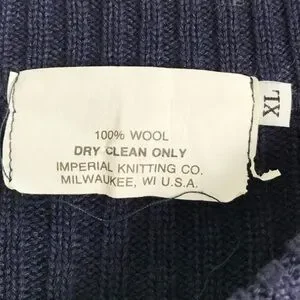 100% WOOL
DRY CLEAN ONLY
IMPERIAL KNITTING CO.
MILWAUKEE, WI U.S.A.
XL